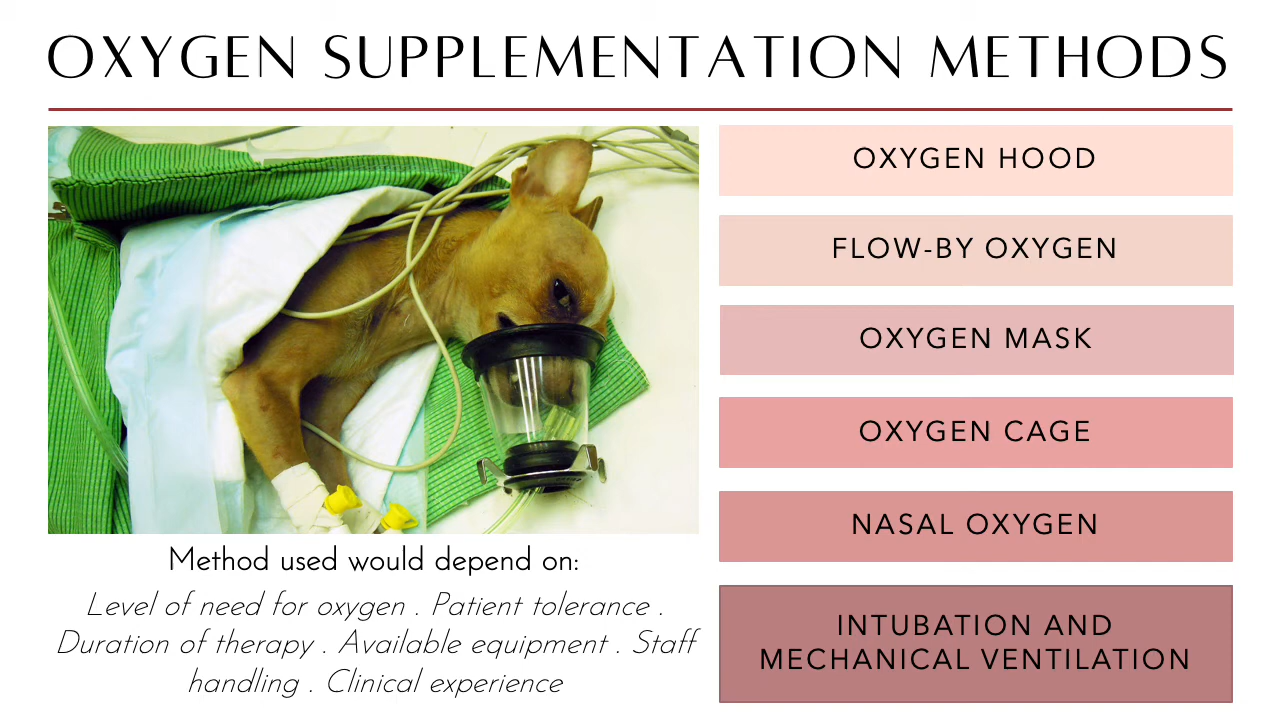 OXYGEN SUPPLEMENTATION METHODS
OXYGEN HOOD
FLOW-BY OXYGEN
OXYGEN MASK
OXYGEN CAGE
NASAL OXYGEN
INTUBATION AND
MECHANICAL VENTILATION
Method used would depend on:
Level of need for oxygen . Patient tolerance .
Duration of therapy . Available equipment . Staff
handling . Clinical experience